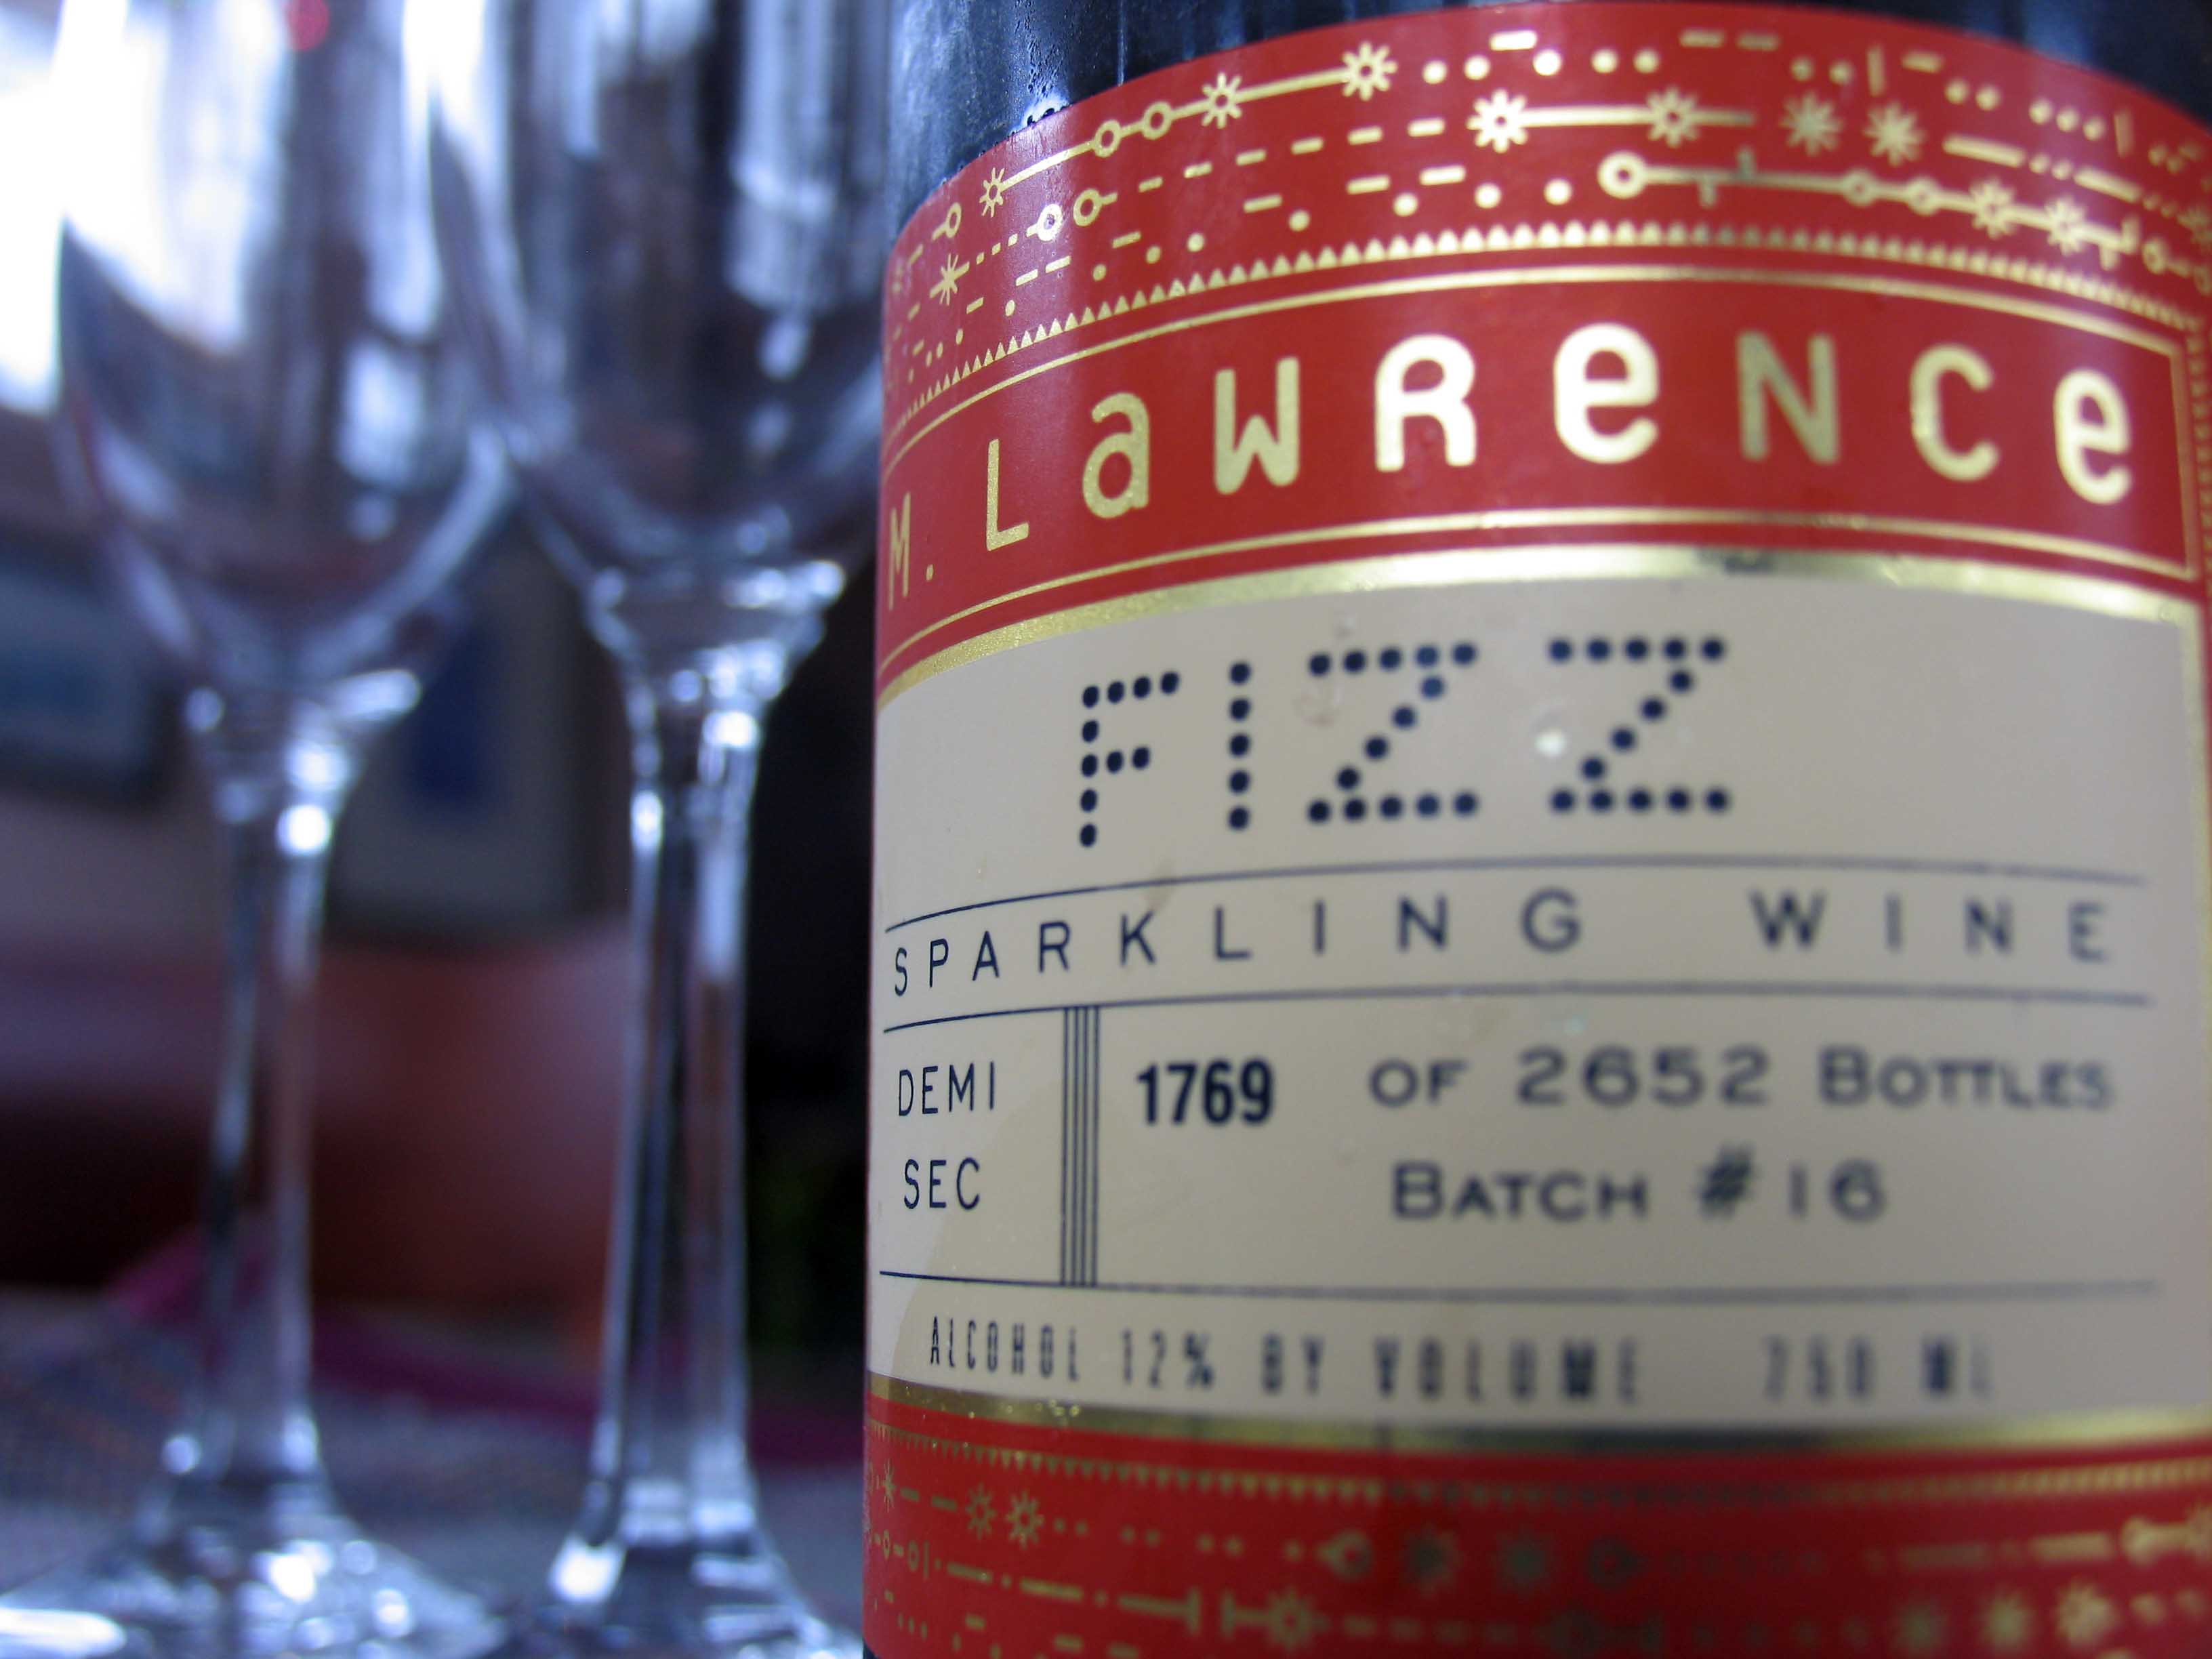 M. LawReNce
FIZZ
SPARKLING WINE
DEMI
SEC
1769 OF 2652 BOTTLES
BATCH #16
ALCOHOL 12% BY VOLUME 750 ML